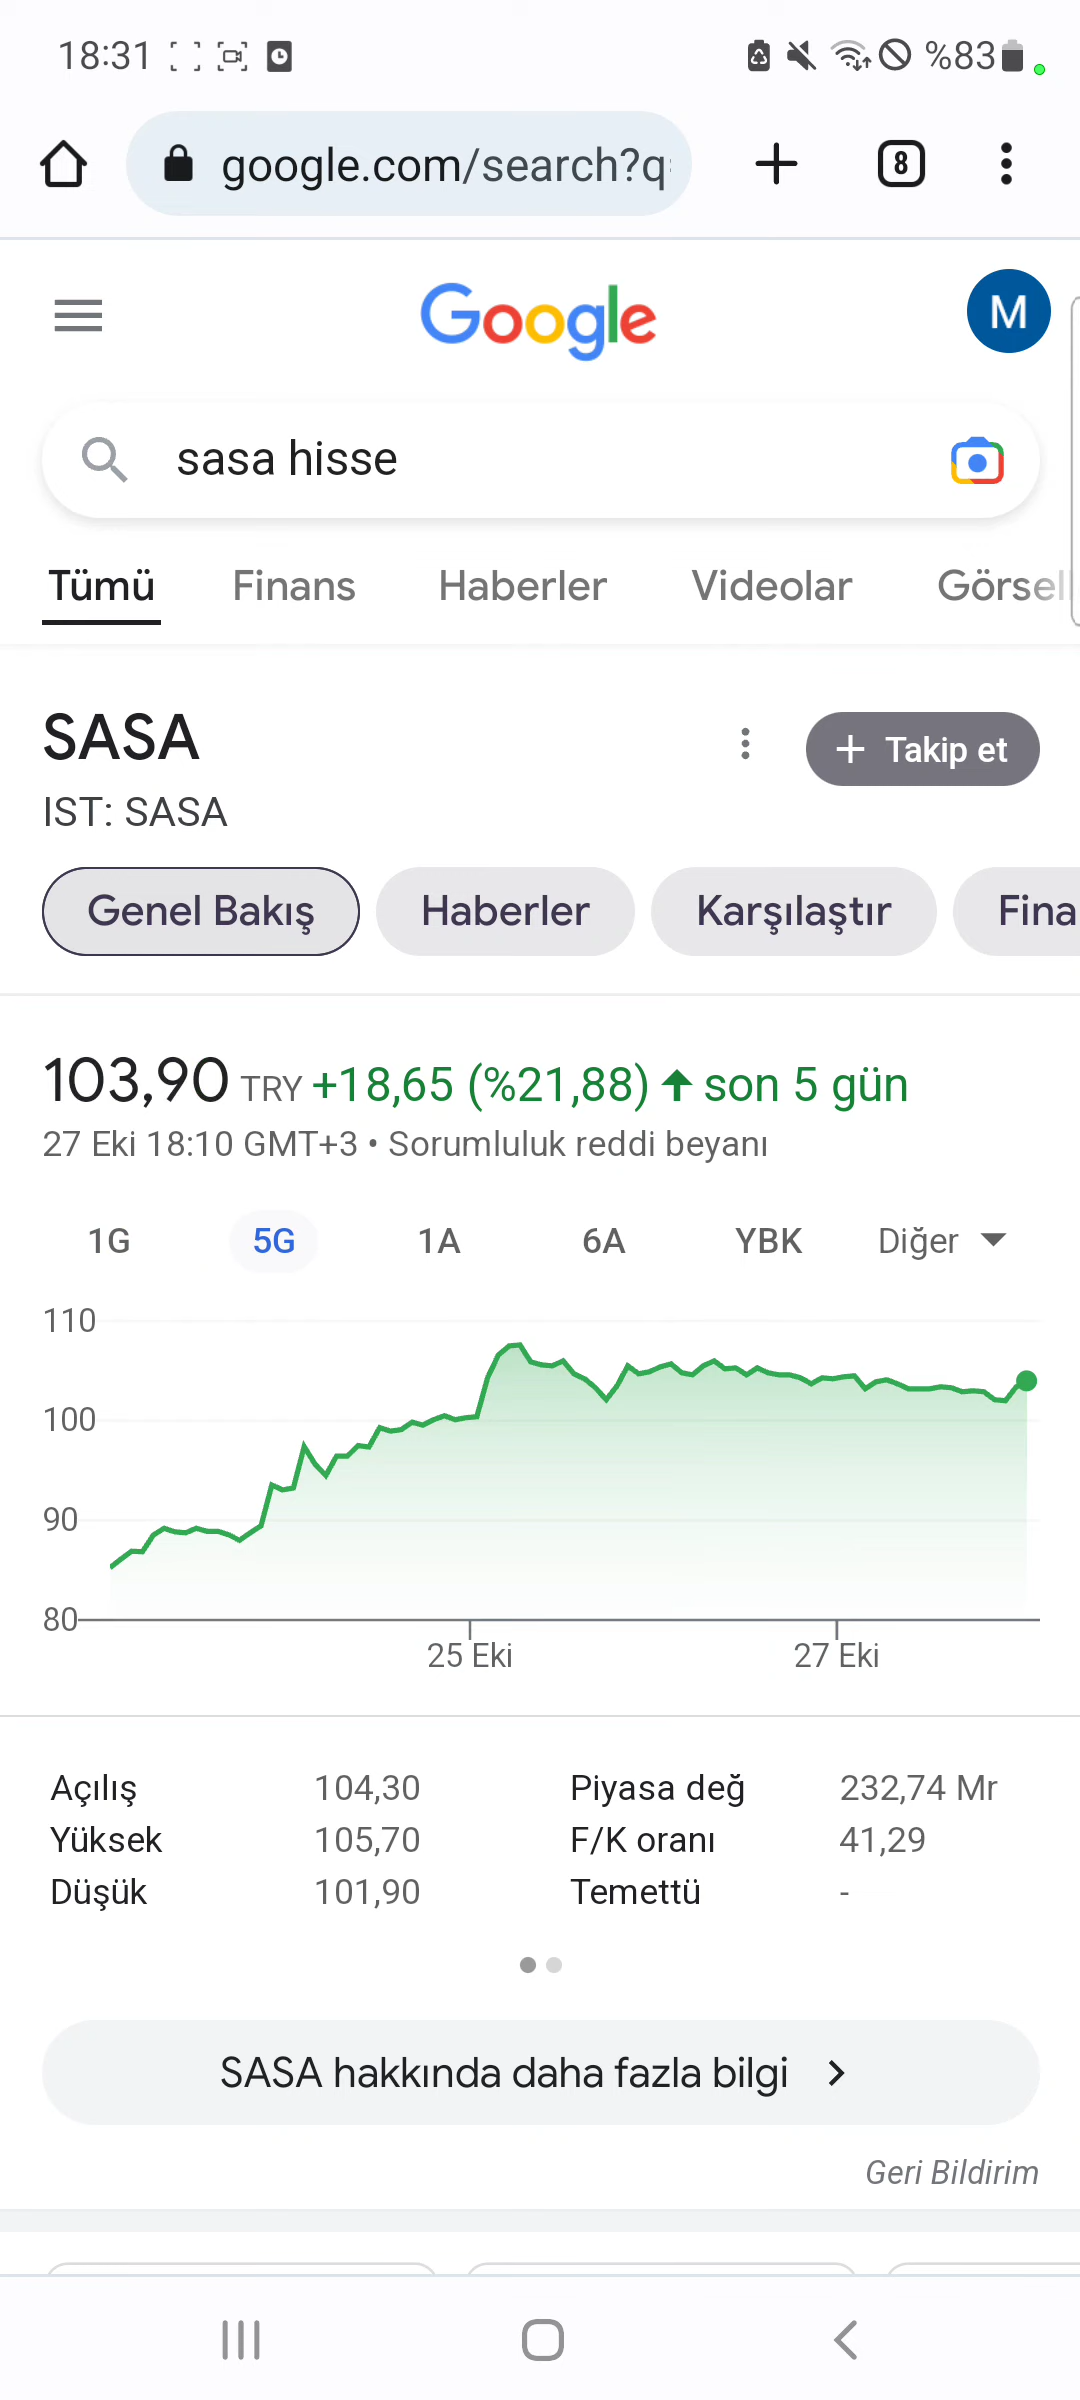 18:31 %83
google.com/search?q
8
Google
M
sasa hisse
Tümü Finans Haberler Videolar Görsel
SASA
+ Takip et
IST: SASA
Genel Bakış Haberler Karşılaştır Fina
103,90 TRY +18,65 (%21,88) ↑ son 5 gün
27 Eki 18:10 GMT+3 • Sorumluluk reddi beyanı
1G 5G 1A 6A YBK Diğer
110
100
90
80
25 Eki 27 Eki
Açılış 104,30 Piyasa değ 232,74 Mr
Yüksek 105,70 F/K oranı 41,29
Düşük 101,90 Temettü -
SASA hakkında daha fazla bilgi
Geri Bildirim